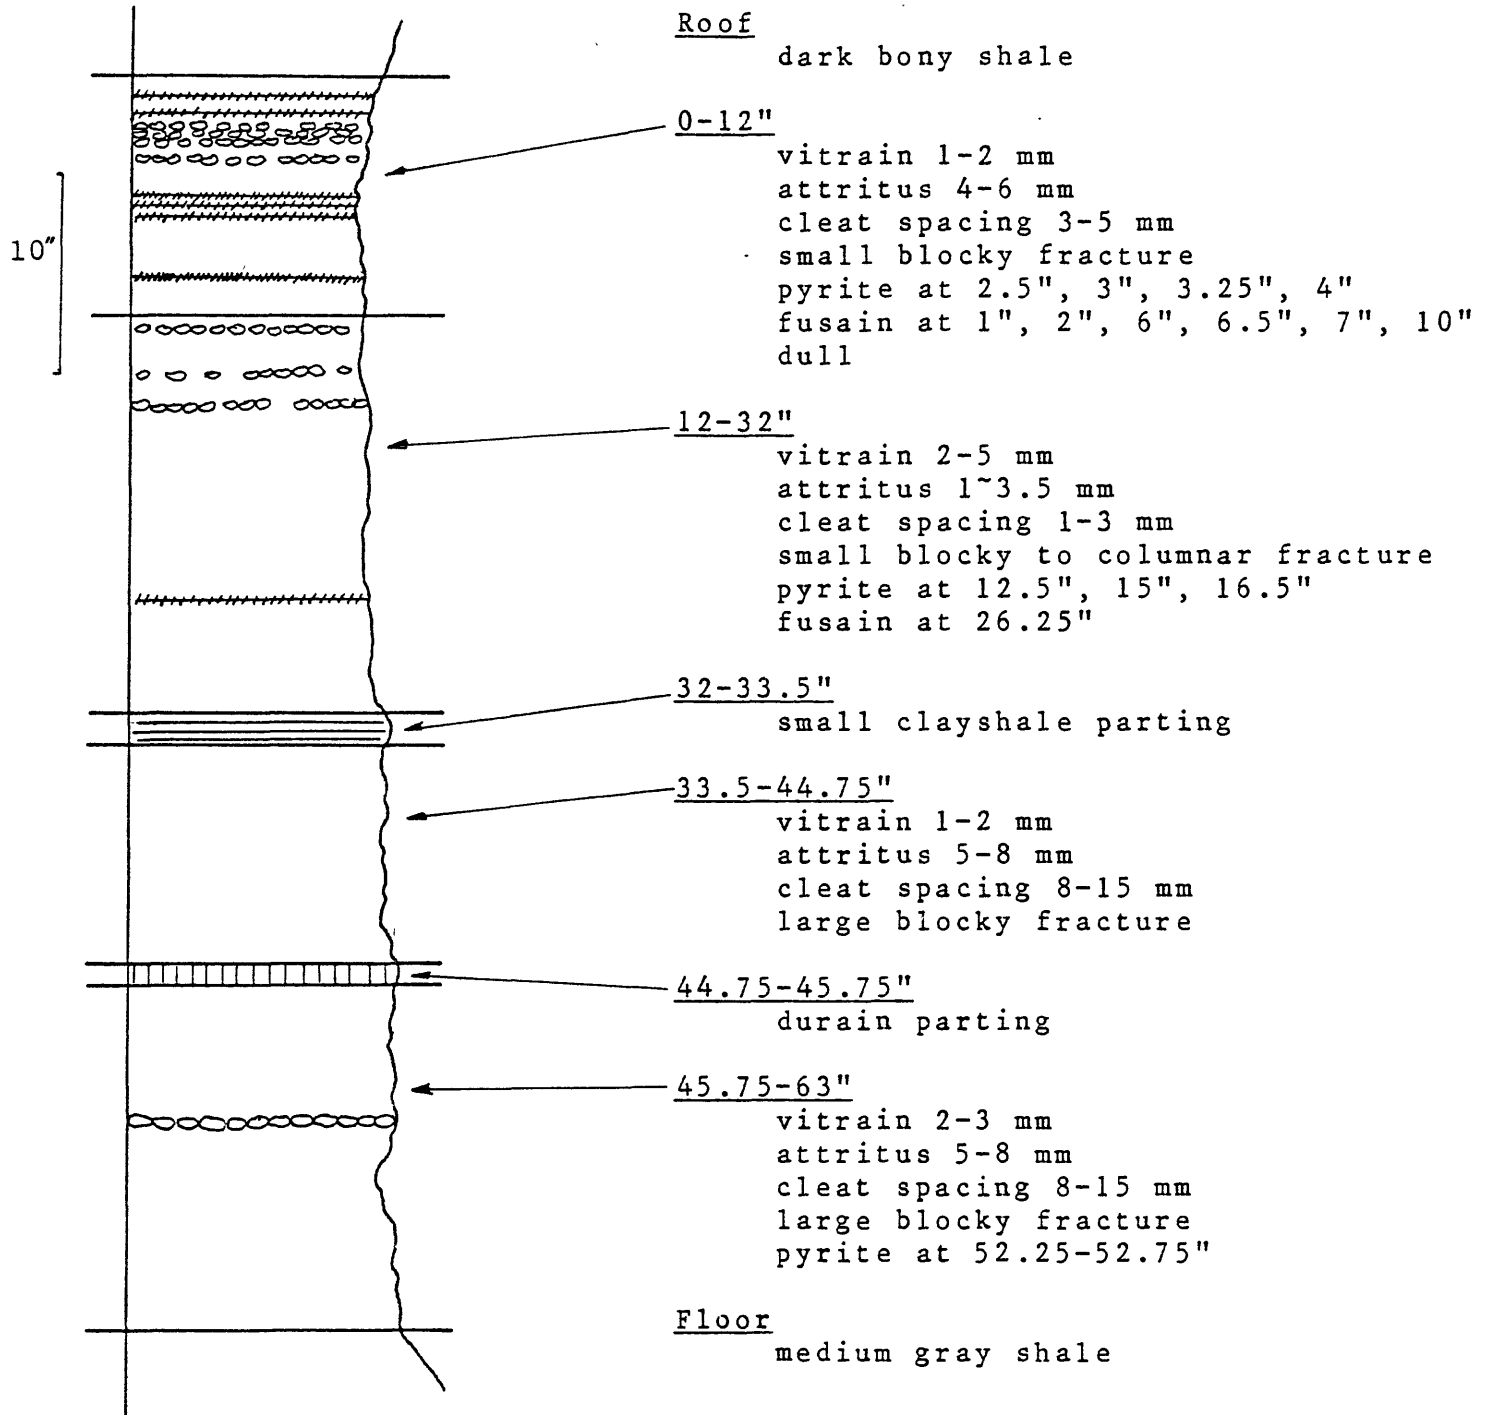 Roof
dark bony shale
0-12"
vitrain 1-2 mm
attritus 4-6 mm
cleat spacing 3-5 mm
small blocky fracture
pyrite at 2.5", 3", 3.25", 4"
fusain at 1", 2", 6", 6.5", 7", 10"
dull
10"
12-32"
vitrain 2-5 mm
attritus 1~3.5 mm
cleat spacing 1-3 mm
small blocky to columnar fracture
pyrite at 12.5", 15", 16.5"
fusain at 26.25"
32-33.5"
small clayshale parting
33.5-44.75"
vitrain 1-2 mm
attritus 5-8 mm
cleat spacing 8-15 mm
large blocky fracture
44.75-45.75"
durain parting
45.75-63"
vitrain 2-3 mm
attritus 5-8 mm
cleat spacing 8-15 mm
large blocky fracture
pyrite at 52.25-52.75"
Floor
medium gray shale